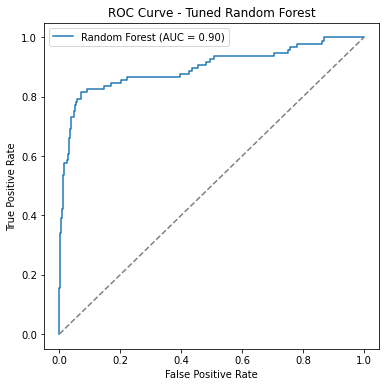 ROC Curve - Tuned Random Forest
Random Forest (AUC = 0.90)
1.0
0.8
0.6
0.4
0.2
0.0
True Positive Rate
0.0 0.2 0.4 0.6 0.8 1.0
False Positive Rate